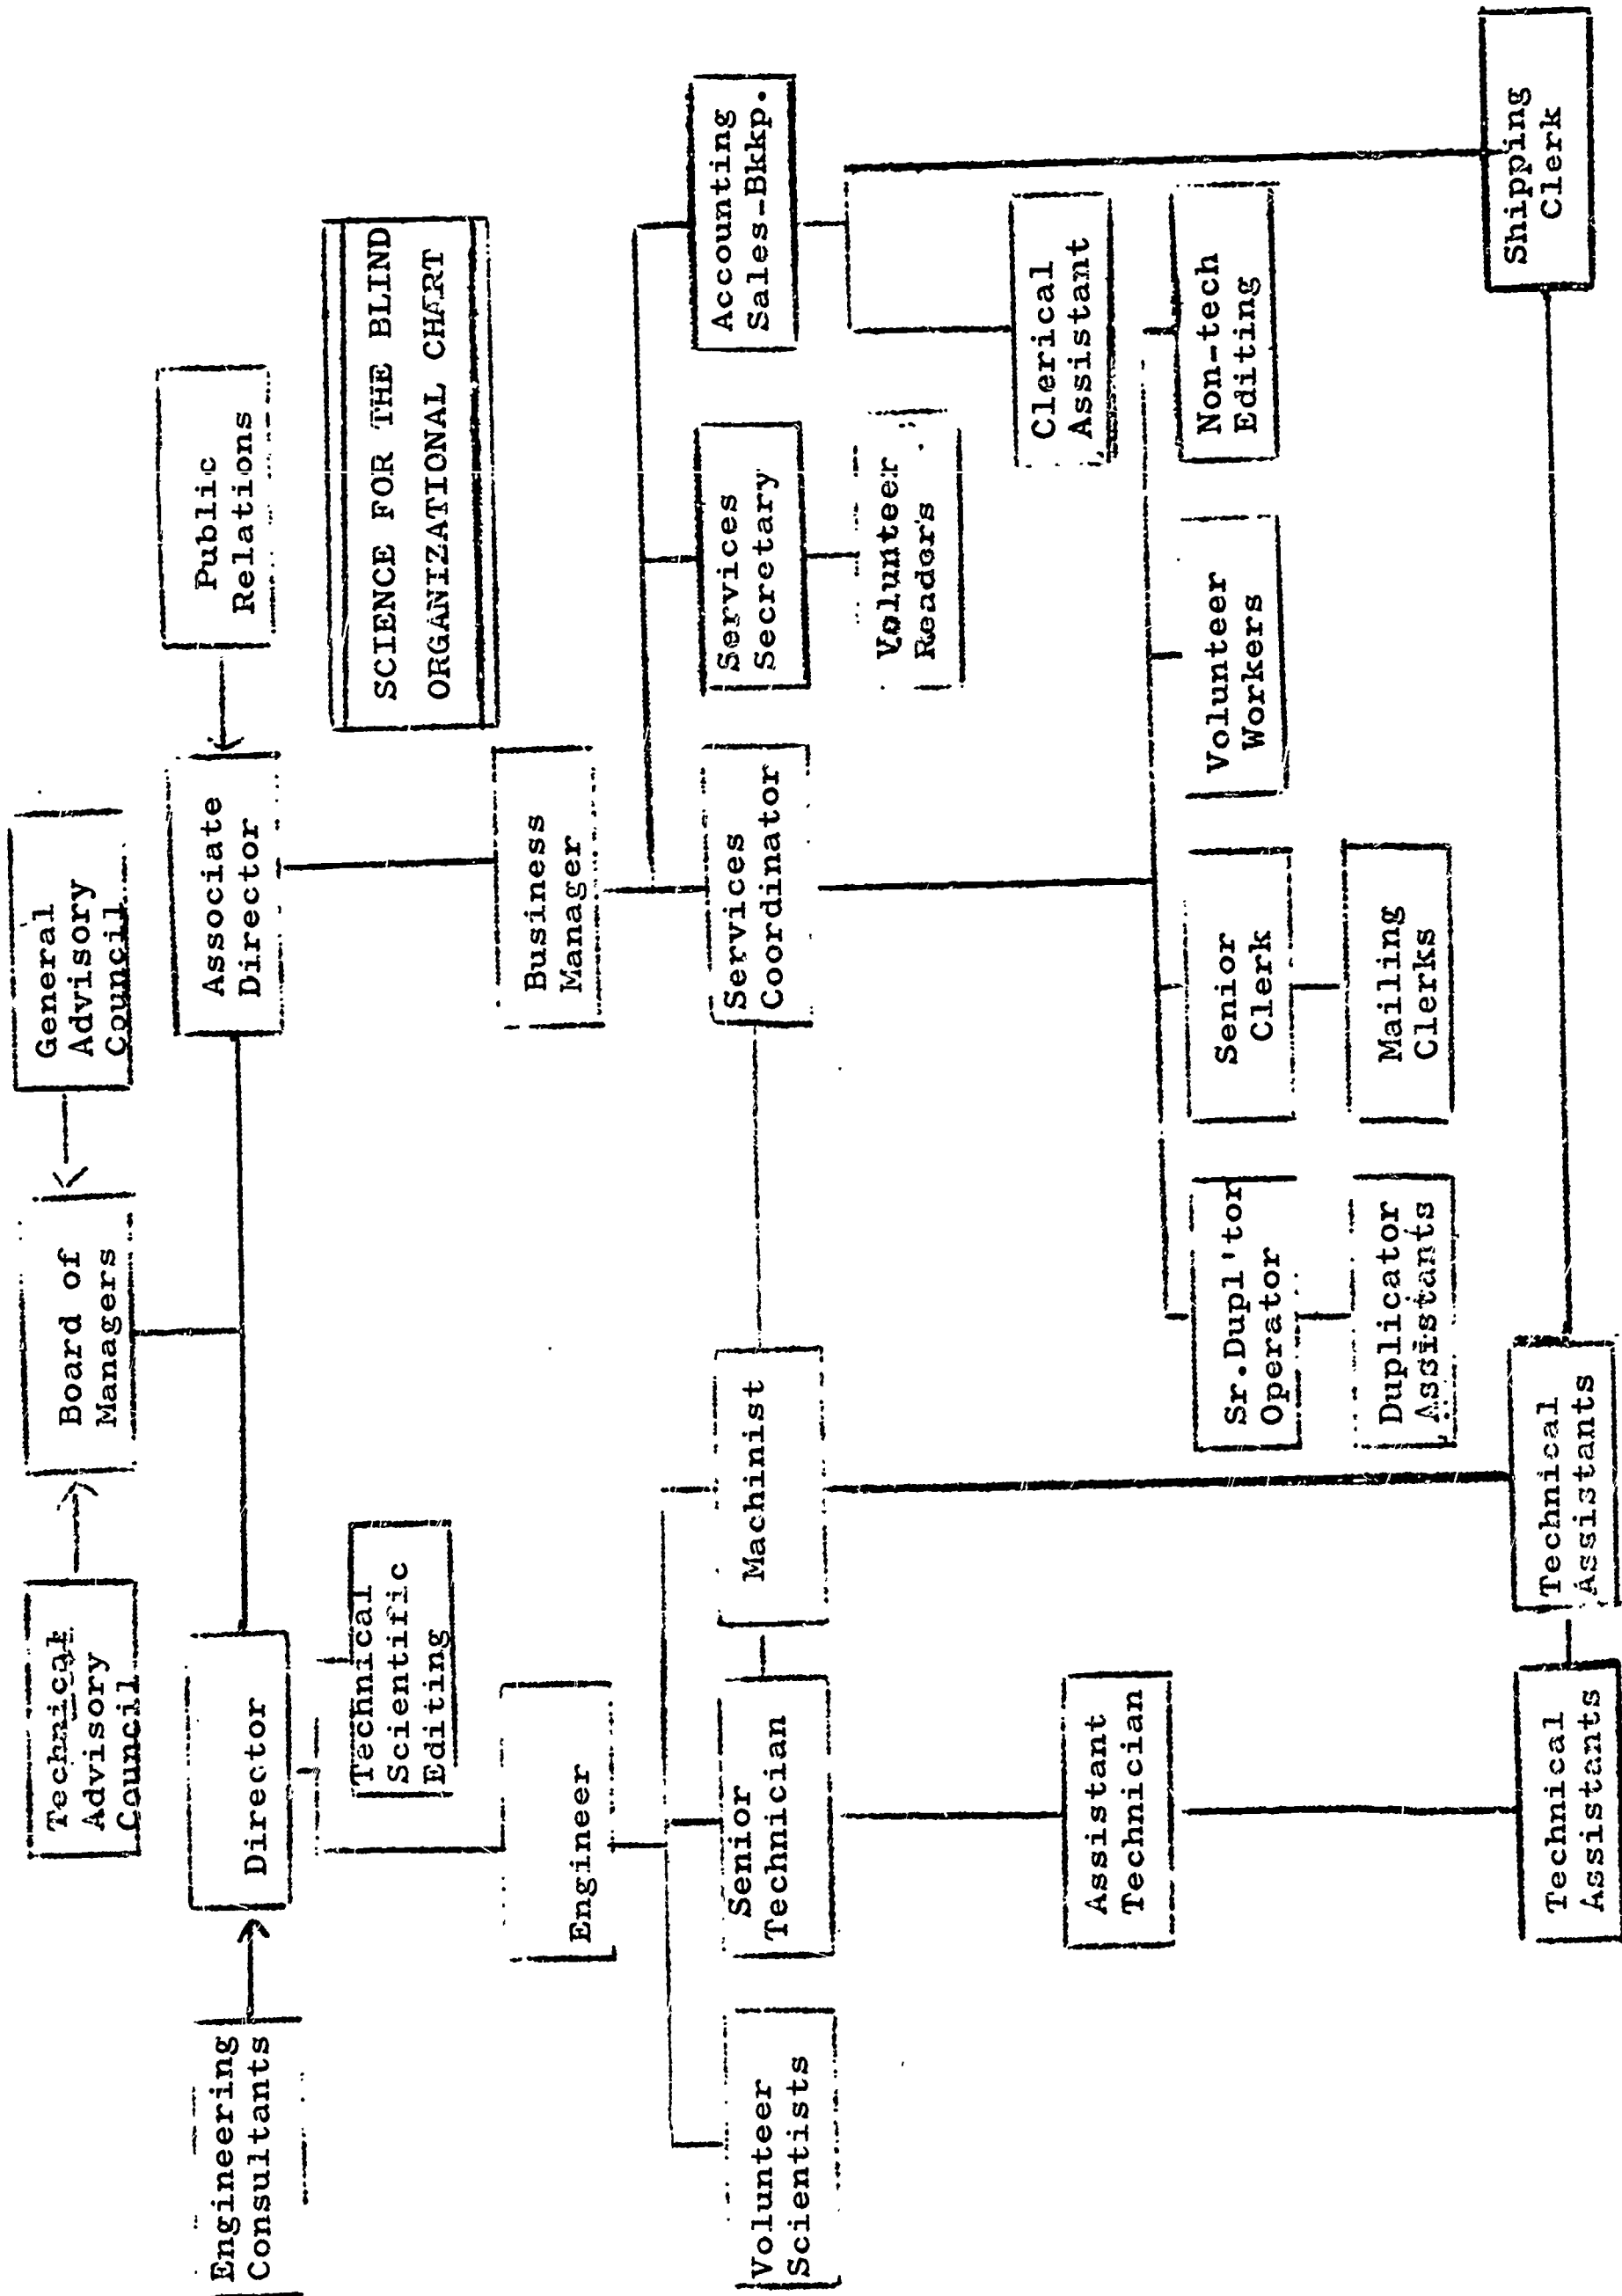 Technical
Advisory
Council
Board of
Managers
General
Advisory
Council
Engineering
Consultants
Director
Associate
Director
Public
Relations
Technical
Scientific
Editing
SCIENCE FOR THE BLIND
ORGANIZATIONAL CHART
Engineer
Business
Manager
Volunteer
Scientists
Senior
Technician
Machinist
Services
Coordinator
Services
Secretary
Accounting
Sales-Bkkp.
Volunteer
Reader's
Assistant
Technician
Clerical
Assistant
Sr.Dupl'tor
Operator
Senior
Clerk
Volunteer
Workers
Non-tech
Editing
Duplicator
Assistants
Mailing
Clerks
Technical
Assistants
Technical
Assistants
Shipping
Clerk